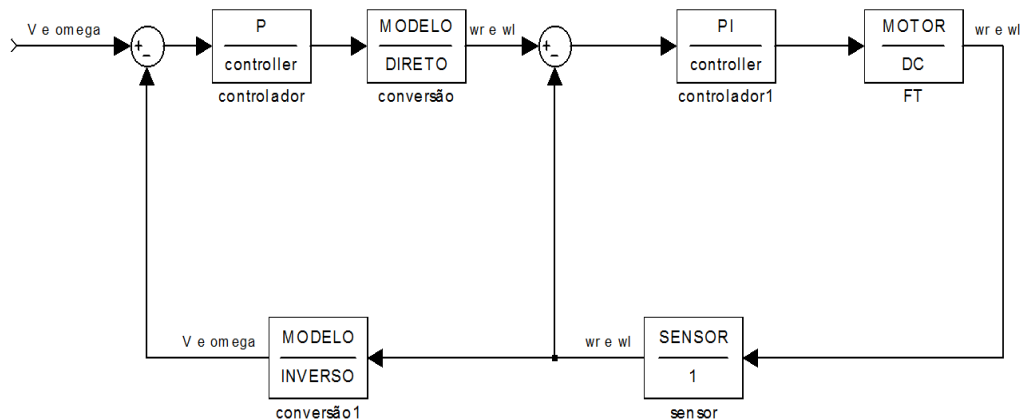 V e omega
+
−
P
controller
controlador
MODELO
DIRETO
conversão
wr e wl
+
−
PI
controller
controlador1
MOTOR
DC
FT
wr e wl
V e omega
MODELO
INVERSO
conversão1
wr e wl
SENSOR
1
sensor